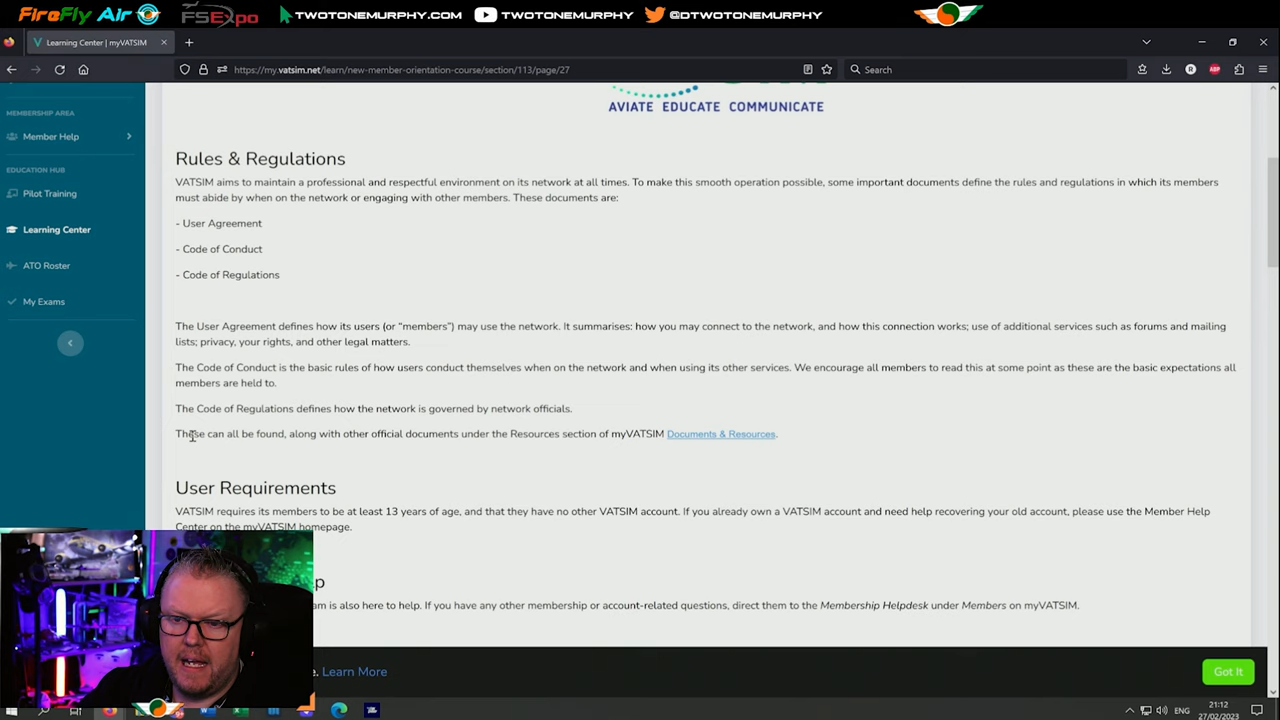 FireFly Air
FSExpo
TWOTONEMURPHY.COM
TWOTONEMURPHY
@DTWOTONEMURPHY
Learning Center | myVATSIM
https://my.vatsim.net/learn/new-member-orientation-course/section/113/page/27
Search
MEMBERSHIP AREA
Member Help
EDUCATION HUB
Pilot Training
Learning Center
ATO Roster
My Exams
AVIATE EDUCATE COMMUNICATE
Rules & Regulations
VATSIM aims to maintain a professional and respectful environment on its network at all times. To make this smooth operation possible, some important documents define the rules and regulations in which its members
must abide by when on the network or engaging with other members. These documents are:
- User Agreement
- Code of Conduct
- Code of Regulations
The User Agreement defines how its users (or “members”) may use the network. It summarises: how you may connect to the network, and how this connection works; use of additional services such as forums and mailing
lists; privacy, your rights, and other legal matters.
The Code of Conduct is the basic rules of how users conduct themselves when on the network and when using its other services. We encourage all members to read this at some point as these are the basic expectations all
members are held to.
The Code of Regulations defines how the network is governed by network officials.
These can all be found, along with other official documents under the Resources section of myVATSIM Documents & Resources.
User Requirements
VATSIM requires its members to be at least 13 years of age, and that they have no other VATSIM account. If you already own a VATSIM account and need help recovering your old account, please use the Member Help
Center on the myVATSIM homepage.
is also here to help. If you have any other membership or account-related questions, direct them to the Membership Helpdesk under Members on myVATSIM.
Learn More
Got It
ENG
21:12
27/02/2023